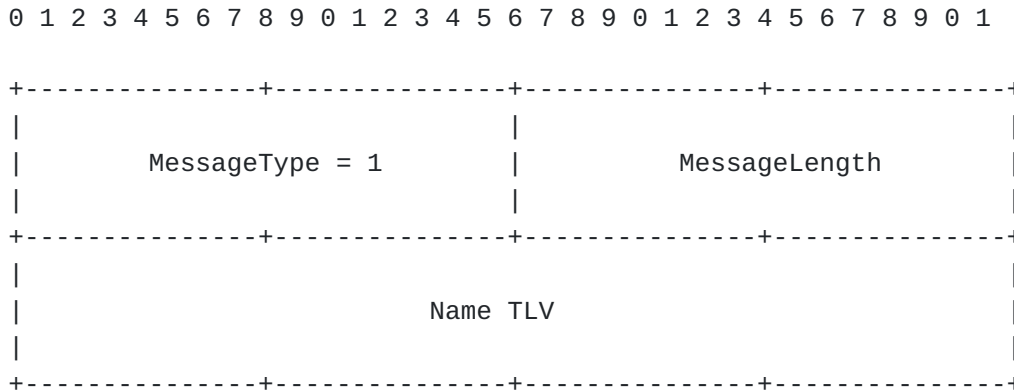 0 1 2 3 4 5 6 7 8 9 0 1 2 3 4 5 6 7 8 9 0 1 2 3 4 5 6 7 8 9 0 1
+---------------+---------------+---------------+---------------+
| | |
| MessageType = 1 | MessageLength |
| | |
+---------------+---------------+---------------+---------------+
| |
| Name TLV |
| |
+---------------+---------------+---------------+---------------+